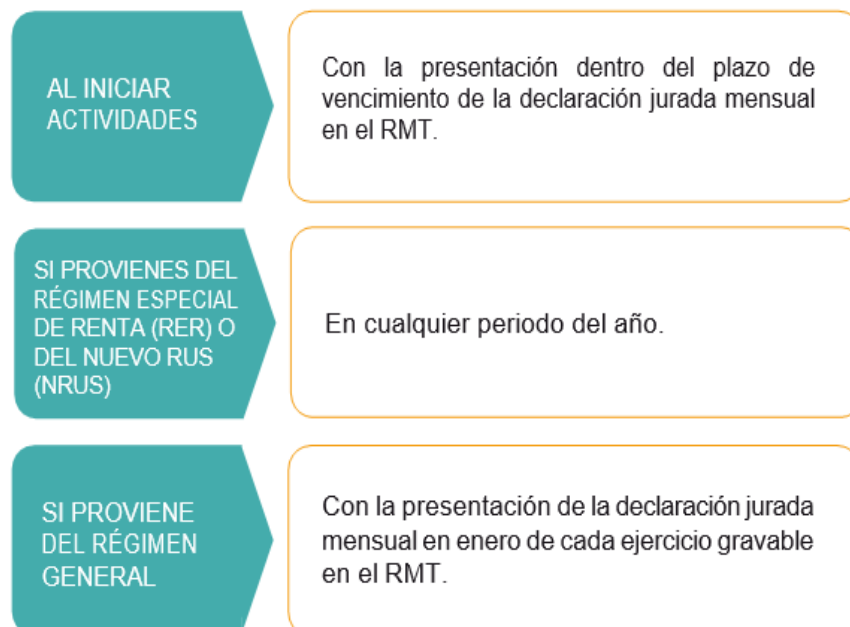 AL INICIAR
ACTIVIDADES
Con la presentación dentro del plazo de
vencimiento de la declaración jurada mensual
en el RMT.
SI PROVIENES DEL
RÉGIMEN ESPECIAL
DE RENTA (RER) O
DEL NUEVO RUS
(NRUS)
En cualquier periodo del año.
SI PROVIENE
DEL RÉGIMEN
GENERAL
Con la presentación de la declaración jurada
mensual en enero de cada ejercicio gravable
en el RMT.